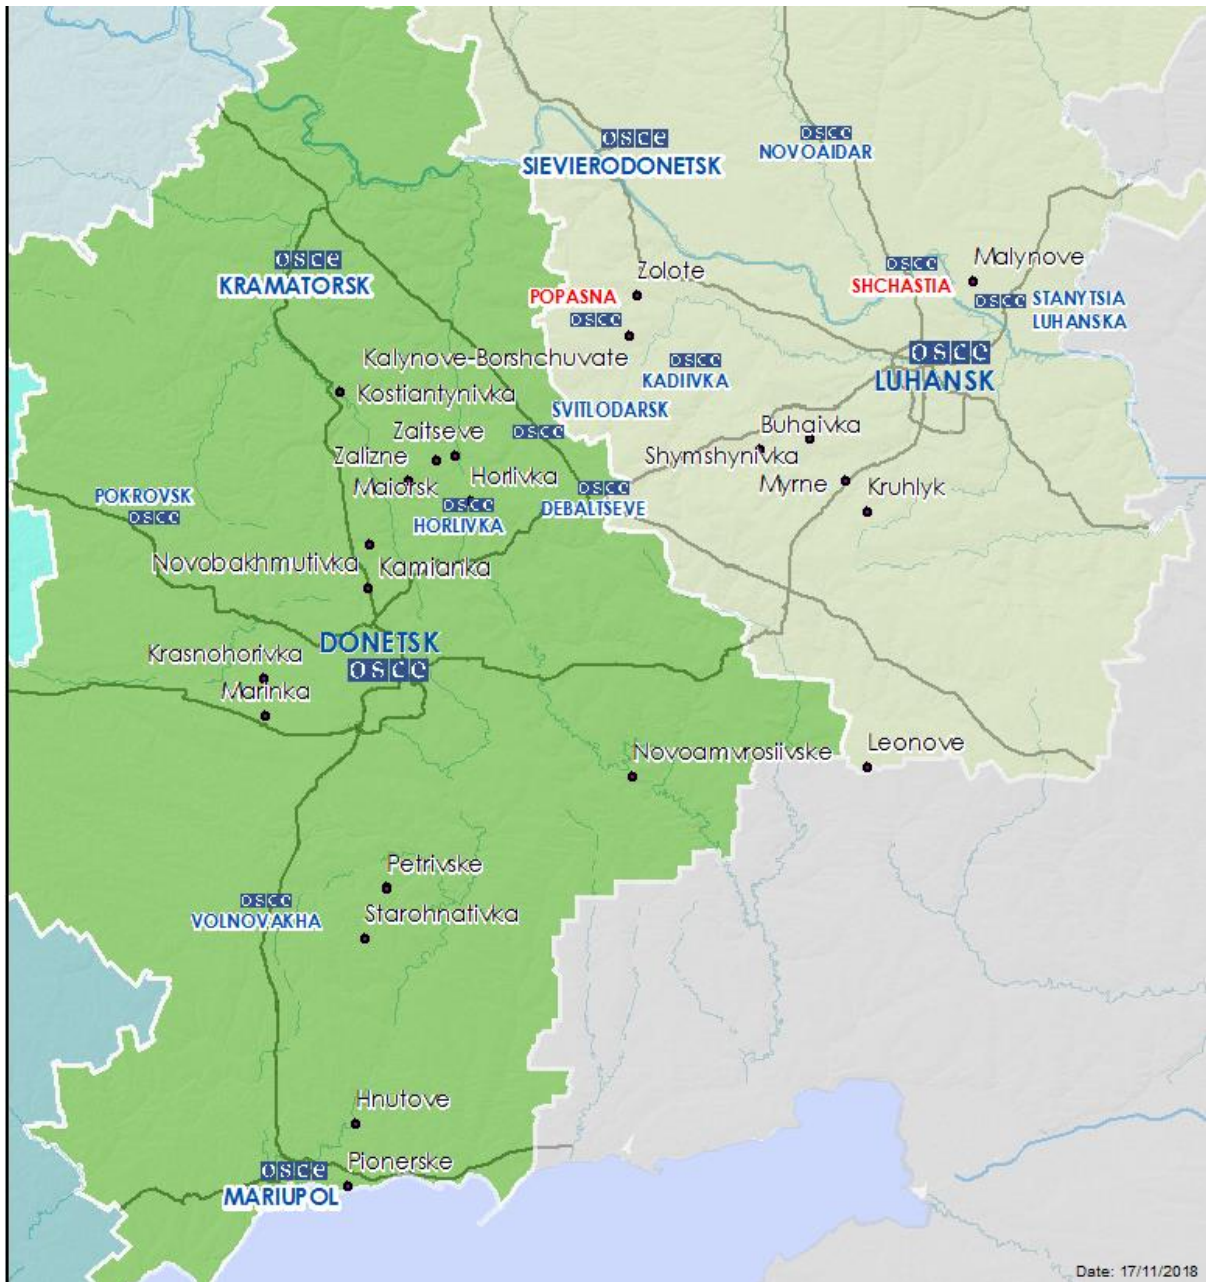 osce
SIEVIERODONETSK
osce
NOVOAIDAR
osce
KRAMATORSK
Zolote
POPASNA
osce
osce
SHCHASTIA
Malynove
osce
STANYTSIA
LUHANSKA
Kalynove-Borshchuvate
osce
KADIIVKA
osce
LUHANSK
Kostiantynivka
SVITLODARSK
osce
Zaitseve
Zalizne
Maiorsk
Horlivka
osce
HORLIVKA
osce
DEBALTSEVE
Buhaivka
Shymshynivka
Myrne
Kruhlyk
POKROVSK
osce
Novobakhmutivka
Kamianka
DONETSK
osce
Krasnohorivka
Marinka
Novoamvrosiivske
Leonove
Petrivske
osce
VOLNOVAKHA
Starohnativka
Hnutove
osce
MARIUPOL
Pionerske
Date: 17/11/2018